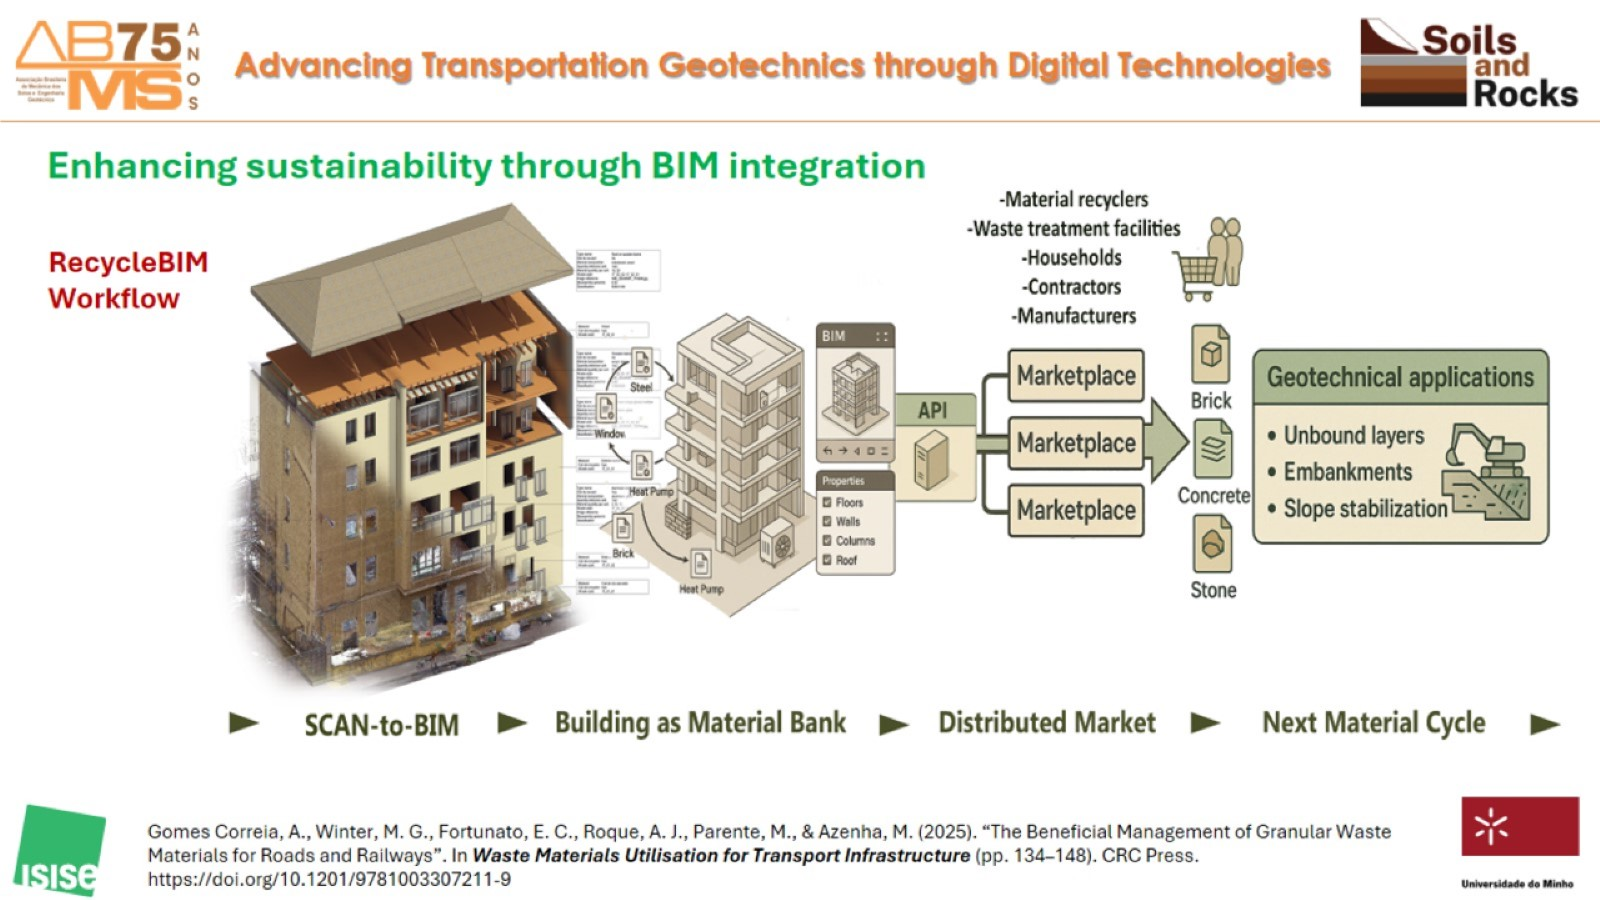 AB75
ANOS
MS
Advancing Transportation Geotechnics through Digital Technologies
Soils
and
Rocks
Enhancing sustainability through BIM integration
RecycleBIM
Workflow
-Material recyclers
-Waste treatment facilities
-Households
-Contractors
-Manufacturers
Steel
Window
Heat Pump
Brick
Heat Pump
BIM
Properties
Floors
Walls
Columns
Roof
API
Marketplace
Marketplace
Marketplace
Brick
Concrete
Stone
Geotechnical applications
• Unbound layers
• Embankments
• Slope stabilization
SCAN-to-BIM
Building as Material Bank
Distributed Market
Next Material Cycle
ISISE
Gomes Correia, A., Winter, M. G., Fortunato, E. C., Roque, A. J., Parente, M., & Azenha, M. (2025). “The Beneficial Management of Granular Waste
Materials for Roads and Railways”. In Waste Materials Utilisation for Transport Infrastructure (pp. 134–148). CRC Press.
https://doi.org/10.1201/9781003307211-9
Universidade do Minho